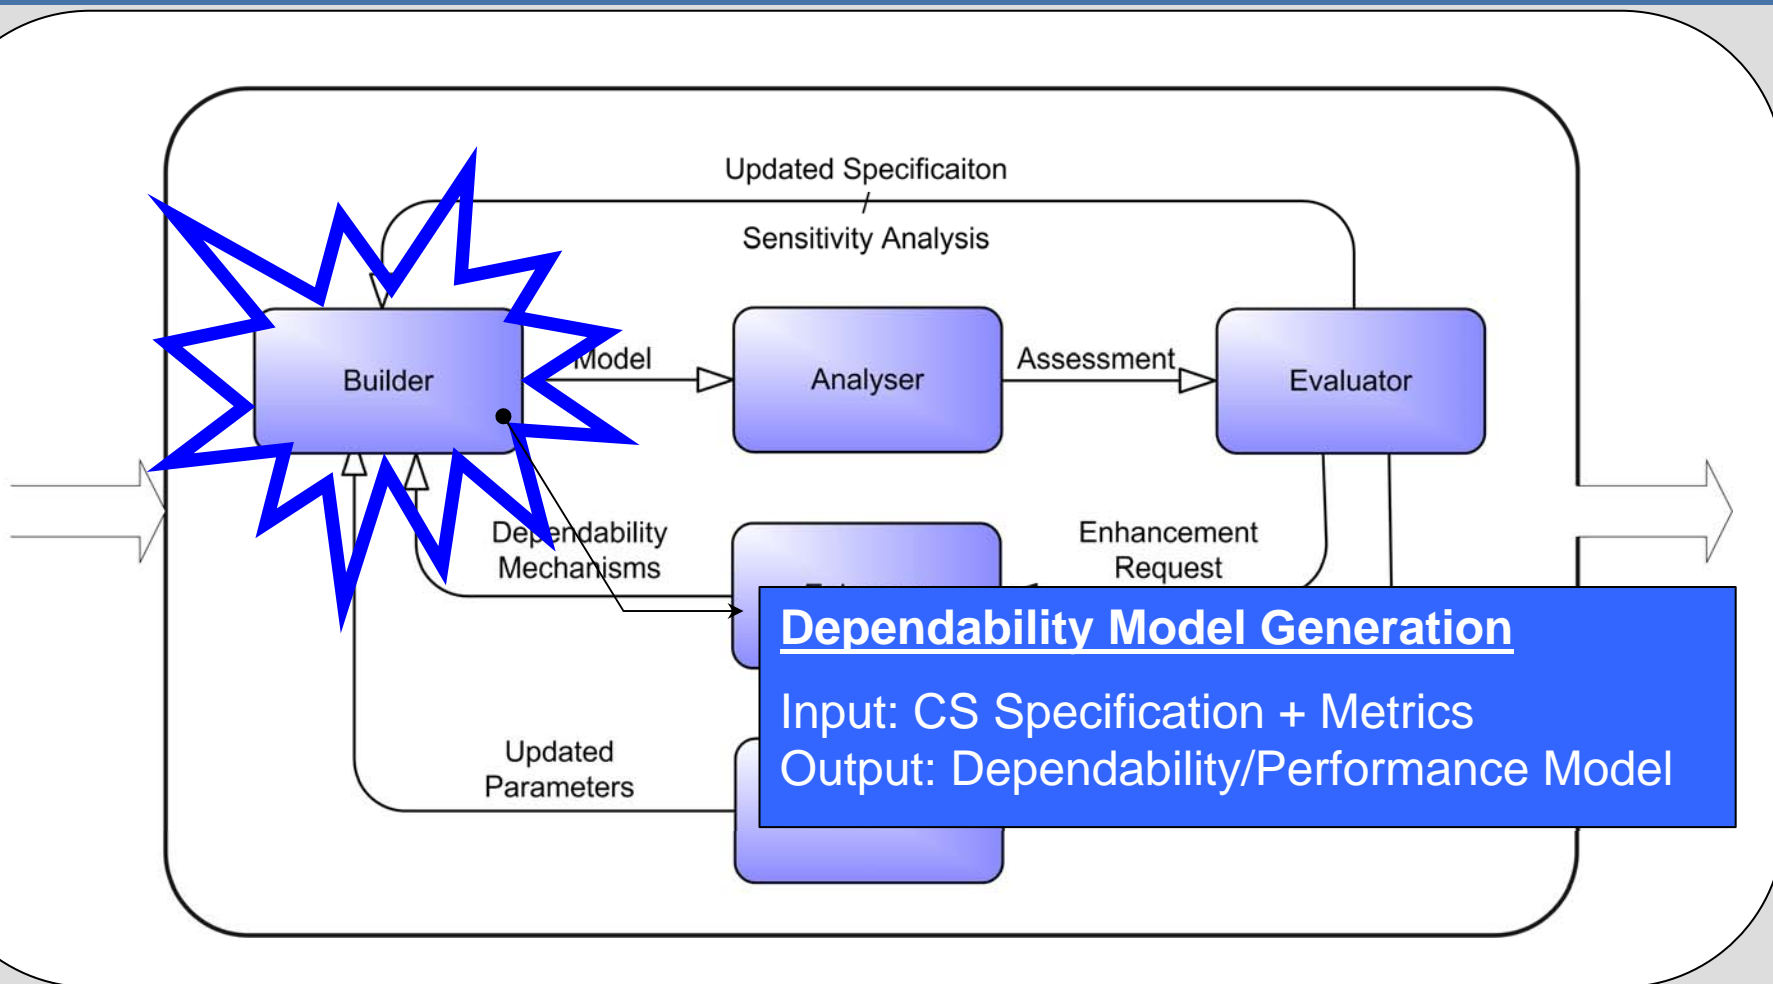 Updated Specificaiton
/
Sensitivity Analysis
Builder
Model
Analyser
Assessment
Evaluator
Dependability
Mechanisms
Enhancement
Request
Dependability Model Generation
Input: CS Specification + Metrics
Output: Dependability/Performance Model
Updated
Parameters